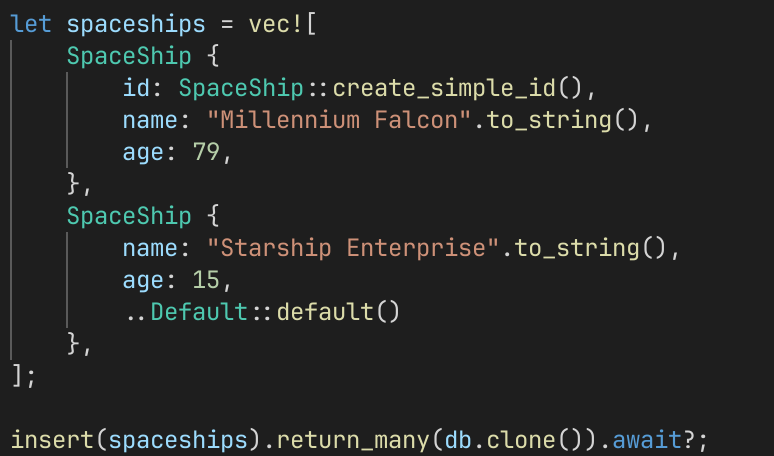 let spaceships = vec![
    SpaceShip {
        id: SpaceShip::create_simple_id(),
        name: "Millennium Falcon".to_string(),
        age: 79,
    },
    SpaceShip {
        name: "Starship Enterprise".to_string(),
        age: 15,
        ..Default::default()
    },
];

insert(spaceships).return_many(db.clone()).await?;